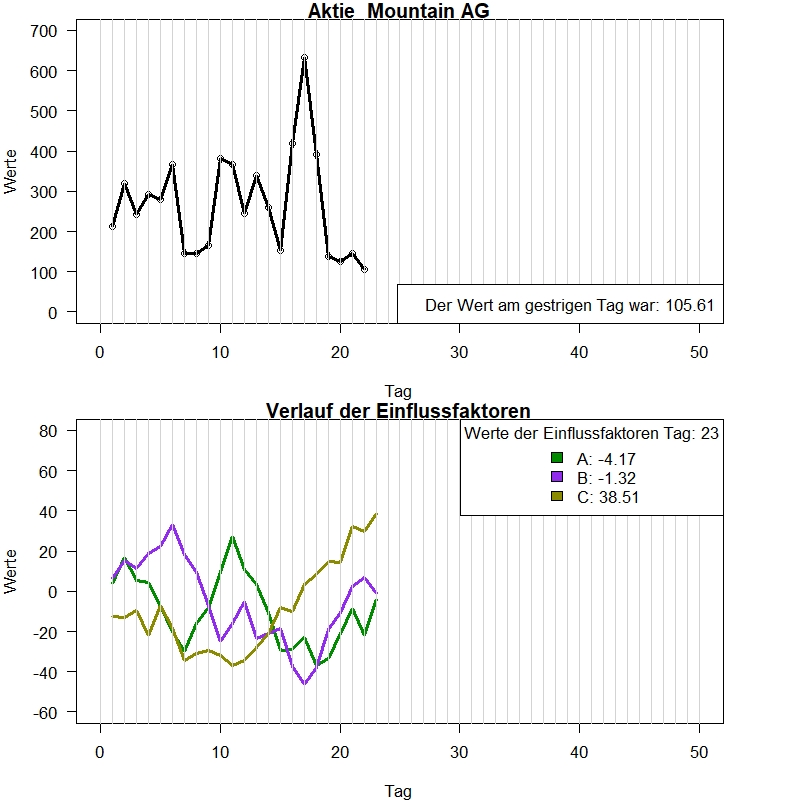 Aktie Mountain AG
Werte
700
600
500
400
300
200
100
0
Der Wert am gestrigen Tag war: 105.61
0 10 20 30 40 50
Tag
Verlauf der Einflussfaktoren
Werte
80
60
40
20
0
-20
-40
-60
Werte der Einflussfaktoren Tag: 23
A: -4.17
B: -1.32
C: 38.51
0 10 20 30 40 50
Tag